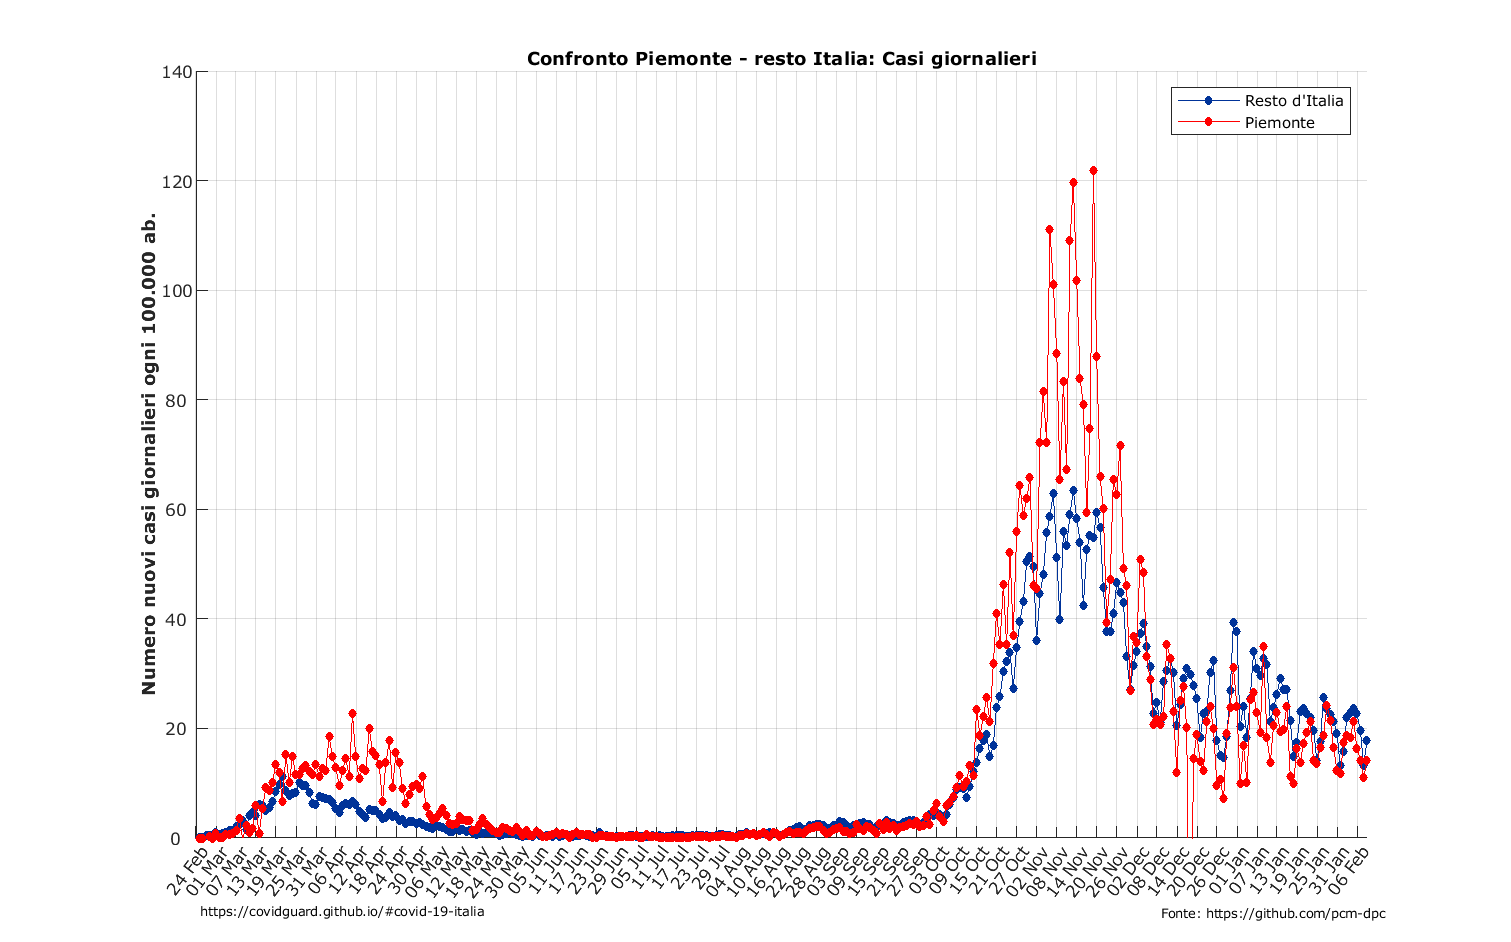 Confronto Piemonte - resto Italia: Casi giornalieri
Resto d'Italia
Piemonte
Numero nuovi casi giornalieri ogni 100.000 ab.
140
120
100
80
60
40
20
0
24 Feb
01 Mar
07 Mar
13 Mar
19 Mar
25 Mar
31 Mar
06 Apr
12 Apr
18 Apr
24 Apr
30 Apr
06 May
12 May
18 May
24 May
30 May
05 Jun
11 Jun
17 Jun
23 Jun
29 Jun
05 Jul
11 Jul
17 Jul
23 Jul
29 Jul
04 Aug
10 Aug
16 Aug
22 Aug
28 Aug
03 Sep
09 Sep
15 Sep
21 Sep
27 Sep
03 Oct
09 Oct
15 Oct
21 Oct
27 Oct
02 Nov
08 Nov
14 Nov
20 Nov
26 Nov
02 Dec
08 Dec
14 Dec
20 Dec
26 Dec
01 Jan
07 Jan
13 Jan
19 Jan
25 Jan
31 Jan
06 Feb
https://covidguard.github.io/#covid-19-italia
Fonte: https://github.com/pcm-dpc